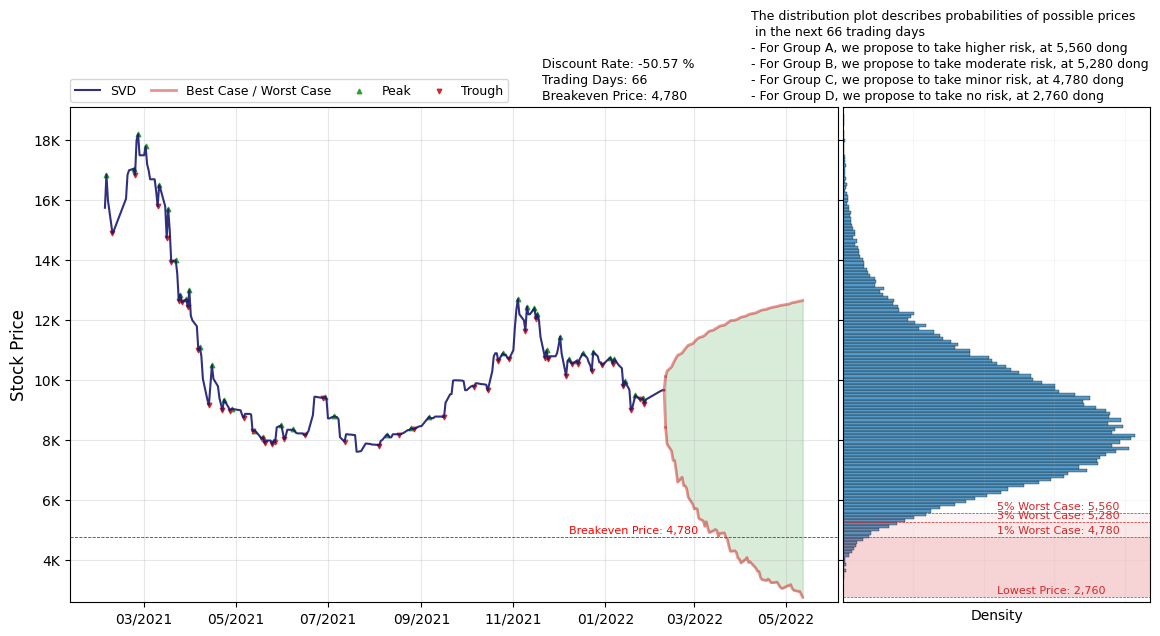 The distribution plot describes probabilities of possible prices
in the next 66 trading days
- For Group A, we propose to take higher risk, at 5,560 dong
- For Group B, we propose to take moderate risk, at 5,280 dong
- For Group C, we propose to take minor risk, at 4,780 dong
- For Group D, we propose to take no risk, at 2,760 dong
Discount Rate: -50.57 %
Trading Days: 66
Breakeven Price: 4,780
SVD
Best Case / Worst Case
Peak
Trough
Stock Price
18K
16K
14K
12K
10K
8K
6K
4K
Breakeven Price: 4,780
03/2021
05/2021
07/2021
09/2021
11/2021
01/2022
03/2022
05/2022
5% Worst Case: 5,560
3% Worst Case: 5,280
1% Worst Case: 4,780
Lowest Price: 2,760
Density